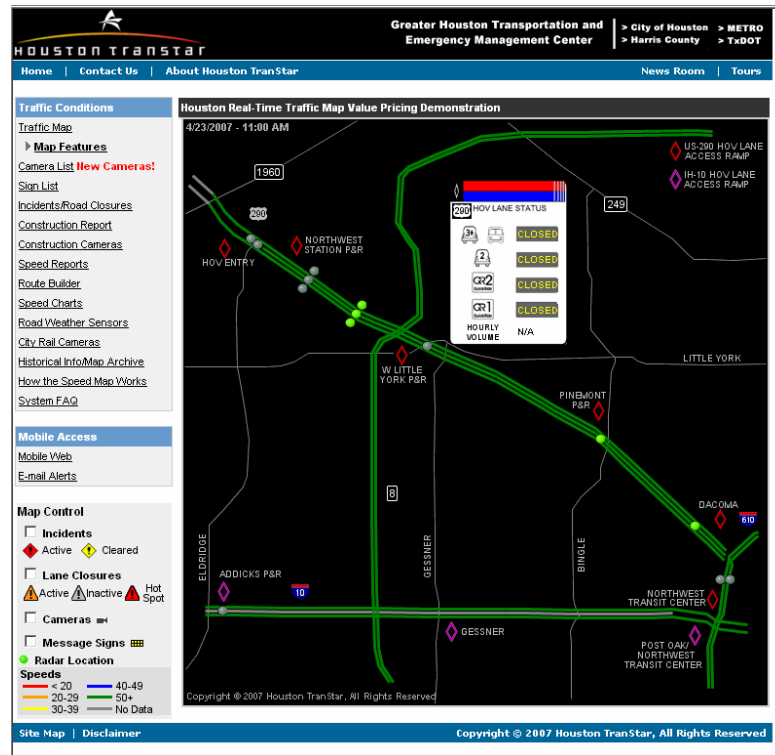 Greater Houston Transportation and
Emergency Management Center
> City of Houston > METRO
> Harris County > TxDOT
HOUSTON TRANSTAR
Home | Contact Us | About Houston TranStar
News Room | Tours
Traffic Conditions
Traffic Map
Map Features
Camera List New Cameras!
Sign List
Incidents/Road Closures
Construction Report
Construction Cameras
Speed Reports
Route Builder
Speed Charts
Road Weather Sensors
City Rail Cameras
Historical Info/Map Archive
How the Speed Map Works
System FAQ
Mobile Access
Mobile Web
E-mail Alerts
Map Control
Incidents
Active Cleared
Lane Closures
Active Inactive Hot
Spot
Cameras
Message Signs
Radar Location
Speeds
< 20 40-49
20-29 50+
30-39 No Data
Houston Real-Time Traffic Map Value Pricing Demonstration
4/23/2007 - 11:00 AM
US-290 HOV LANE
ACCESS RAMP
IH-10 HOV LANE
ACCESS RAMP
1960
249
290
290 HOV LANE STATUS
3+ CLOSED
2 CLOSED
QR2 CLOSED
QR1 CLOSED
HOURLY
VOLUME N/A
HOV ENTRY
NORTHWEST
STATION P&R
W LITTLE
YORK P&R
LITTLE YORK
PINEMONT
P&R
8
DACOMA
610
ELDRIDGE
GESSNER
BINGLE
ADDICKS P&R
10
NORTHWEST
TRANSIT CENTER
GESSNER
POST OAK/
NORTHWEST
TRANSIT CENTER
Copyright © 2007 Houston TranStar, All Rights Reserved
Site Map | Disclaimer
Copyright © 2007 Houston TranStar, All Rights Reserved